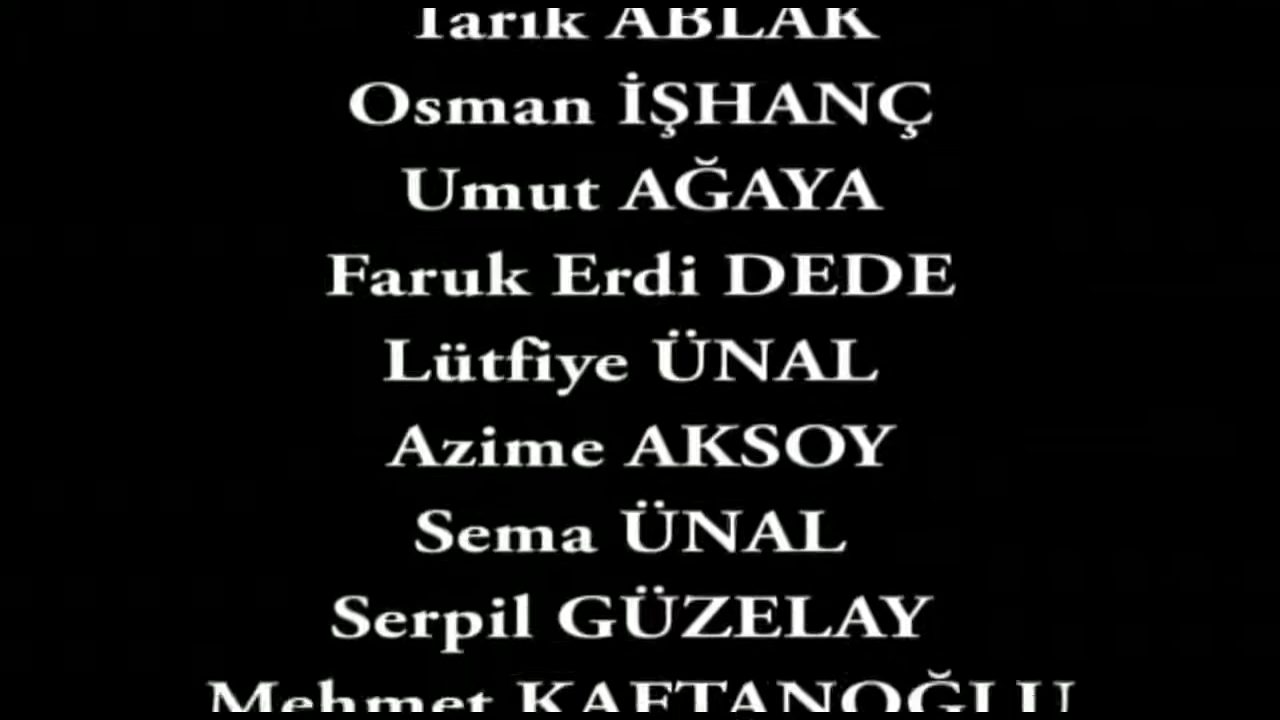 Tarık ABLAK
Osman İŞHANÇ
Umut AĞAYA
Faruk Erdi DEDE
Lütfiye ÜNAL
Azime AKSOY
Sema ÜNAL
Serpil GÜZELAY
Mehmet KAFTANOĞLU